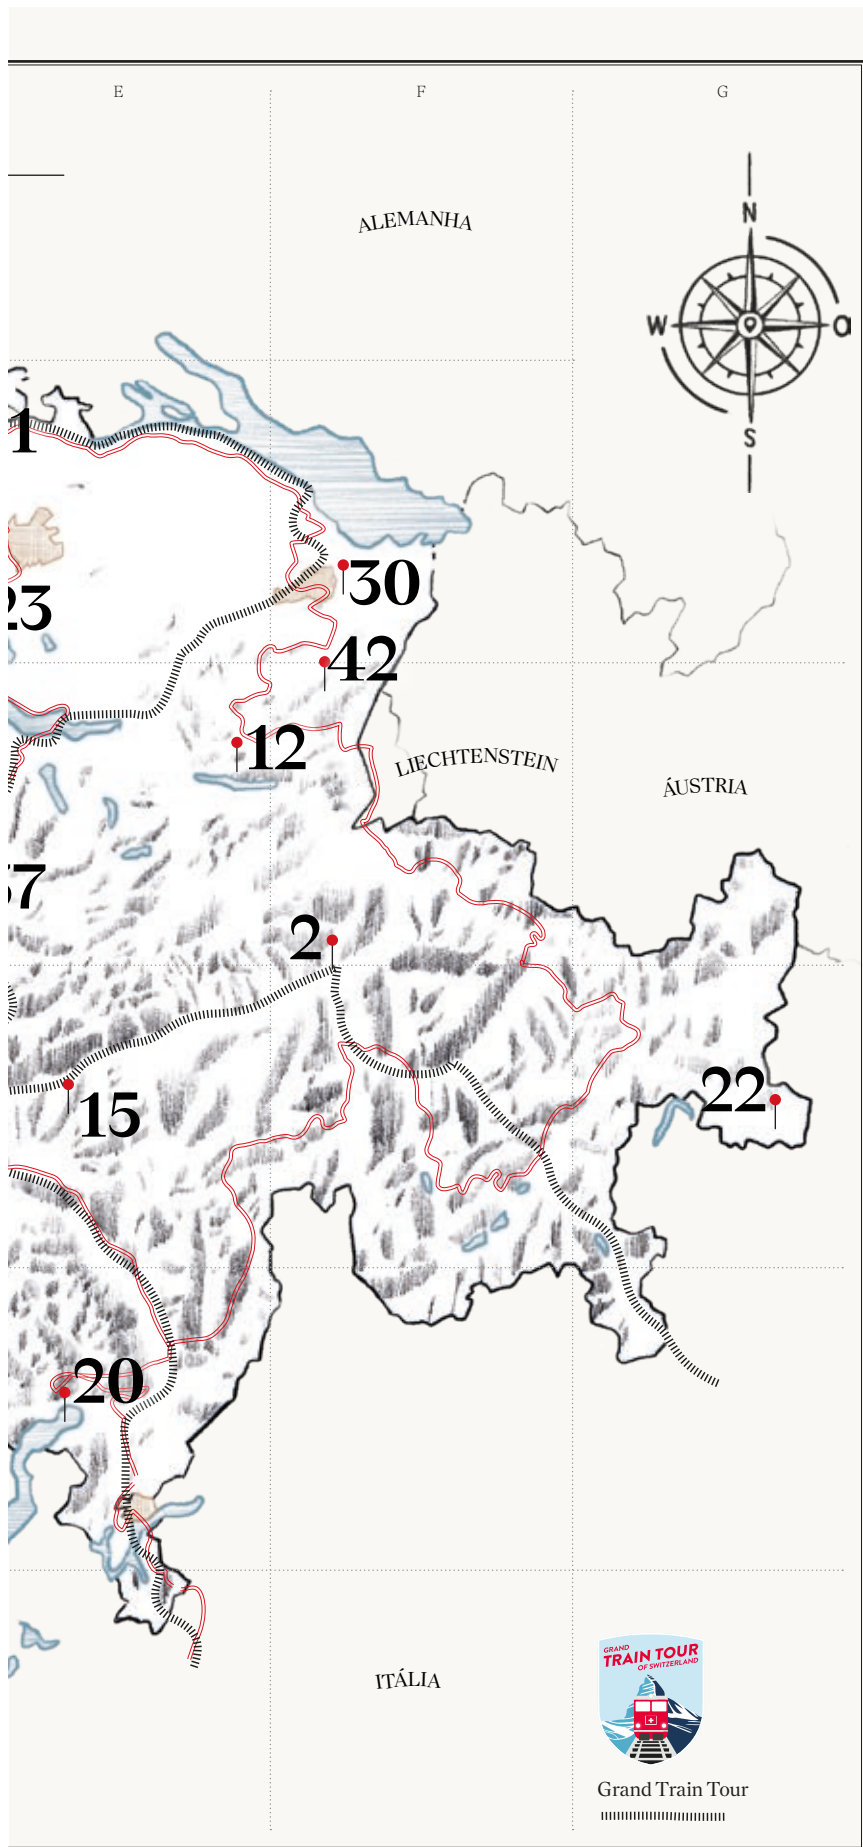 E
F
G
ALEMANHA
N
W
O
S
1
23
30
42
12
LIECHTENSTEIN
ÁUSTRIA
2
15
22
20
ITÁLIA
GRAND
TRAIN TOUR
OF SWITZERLAND
Grand Train Tour